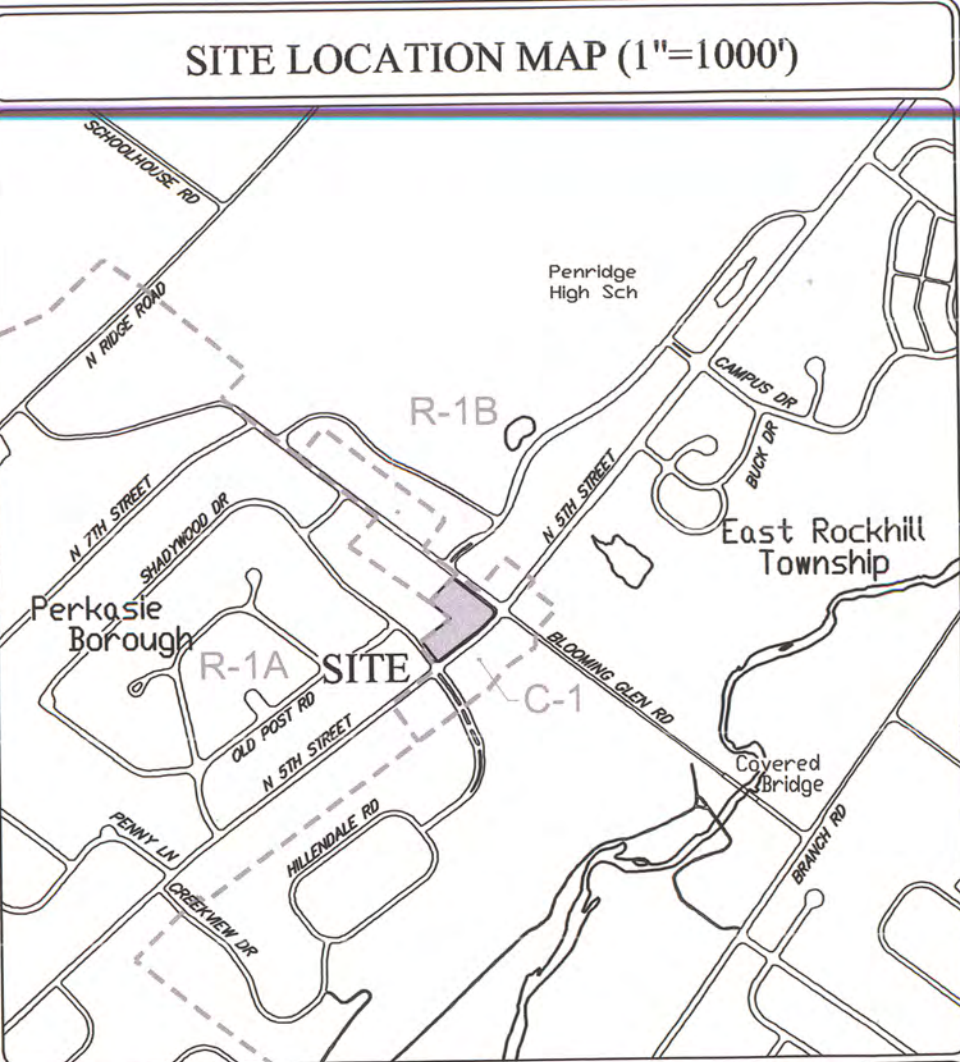 SITE LOCATION MAP (1"=1000')
SCHOOLHOUSE RD
Penridge
High Sch
N RIDGE ROAD
CAMPUS DR
R-1B
BUCK DR
N 5TH STREET
N 7TH STREET
SHADYWOOD DR
East Rockhill
Township
Perkasie
Borough
R-1A
SITE
BLOOMING GLEN RD
C-1
OLD POST RD
N 5TH STREET
Covered
Bridge
HILLENDALE RD
PENNY LN
BRANCH RD
CREEKVIEW DR